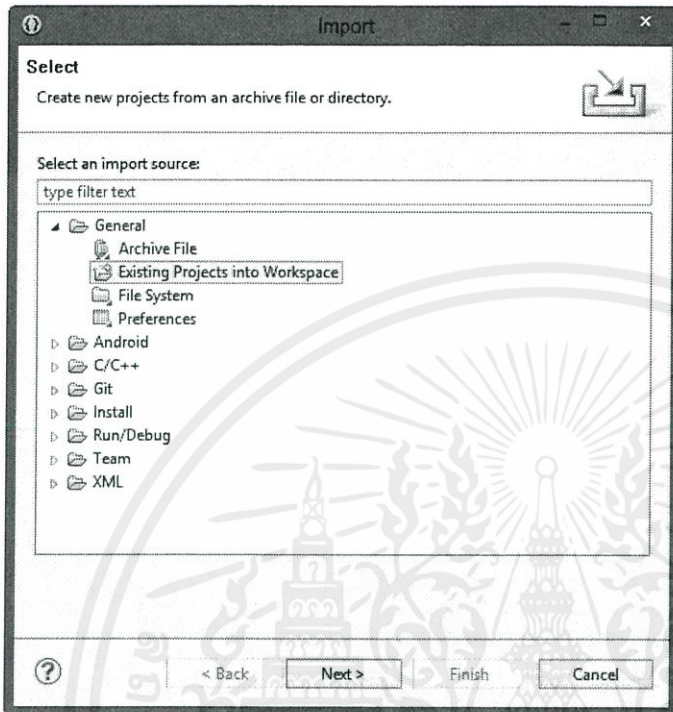 Import
Select
Create new projects from an archive file or directory.
Select an import source:
type filter text
General
Archive File
Existing Projects into Workspace
File System
Preferences
Android
C/C++
Git
Install
Run/Debug
Team
XML
< Back
Next >
Finish
Cancel